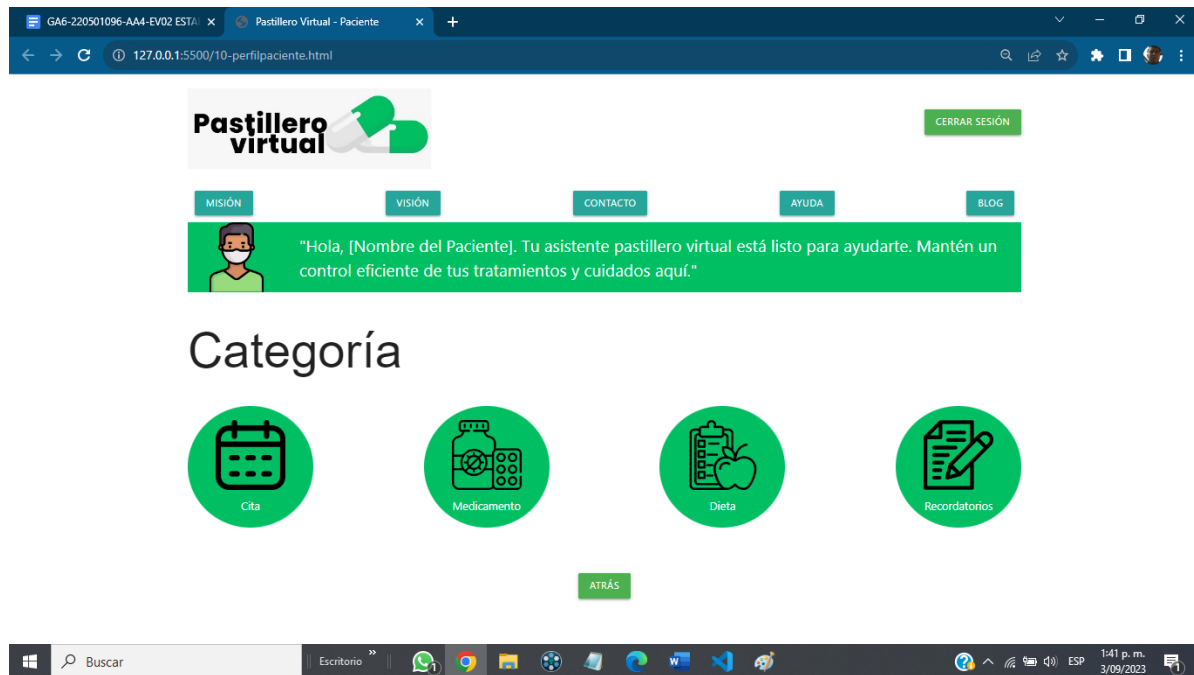 GA6-220501096-AA4-EV02 ESTA
Pastillero Virtual - Paciente
127.0.0.1:5500/10-perfilpaciente.html
Pastillero
virtual
CERRAR SESIÓN
MISIÓN
VISIÓN
CONTACTO
AYUDA
BLOG
"Hola, [Nombre del Paciente]. Tu asistente pastillero virtual está listo para ayudarte. Mantén un
control eficiente de tus tratamientos y cuidados aquí."
Categoría
Cita
Medicamento
Dieta
Recordatorios
ATRÁS
Buscar
Escritorio
ESP
1:41 p. m.
3/09/2023